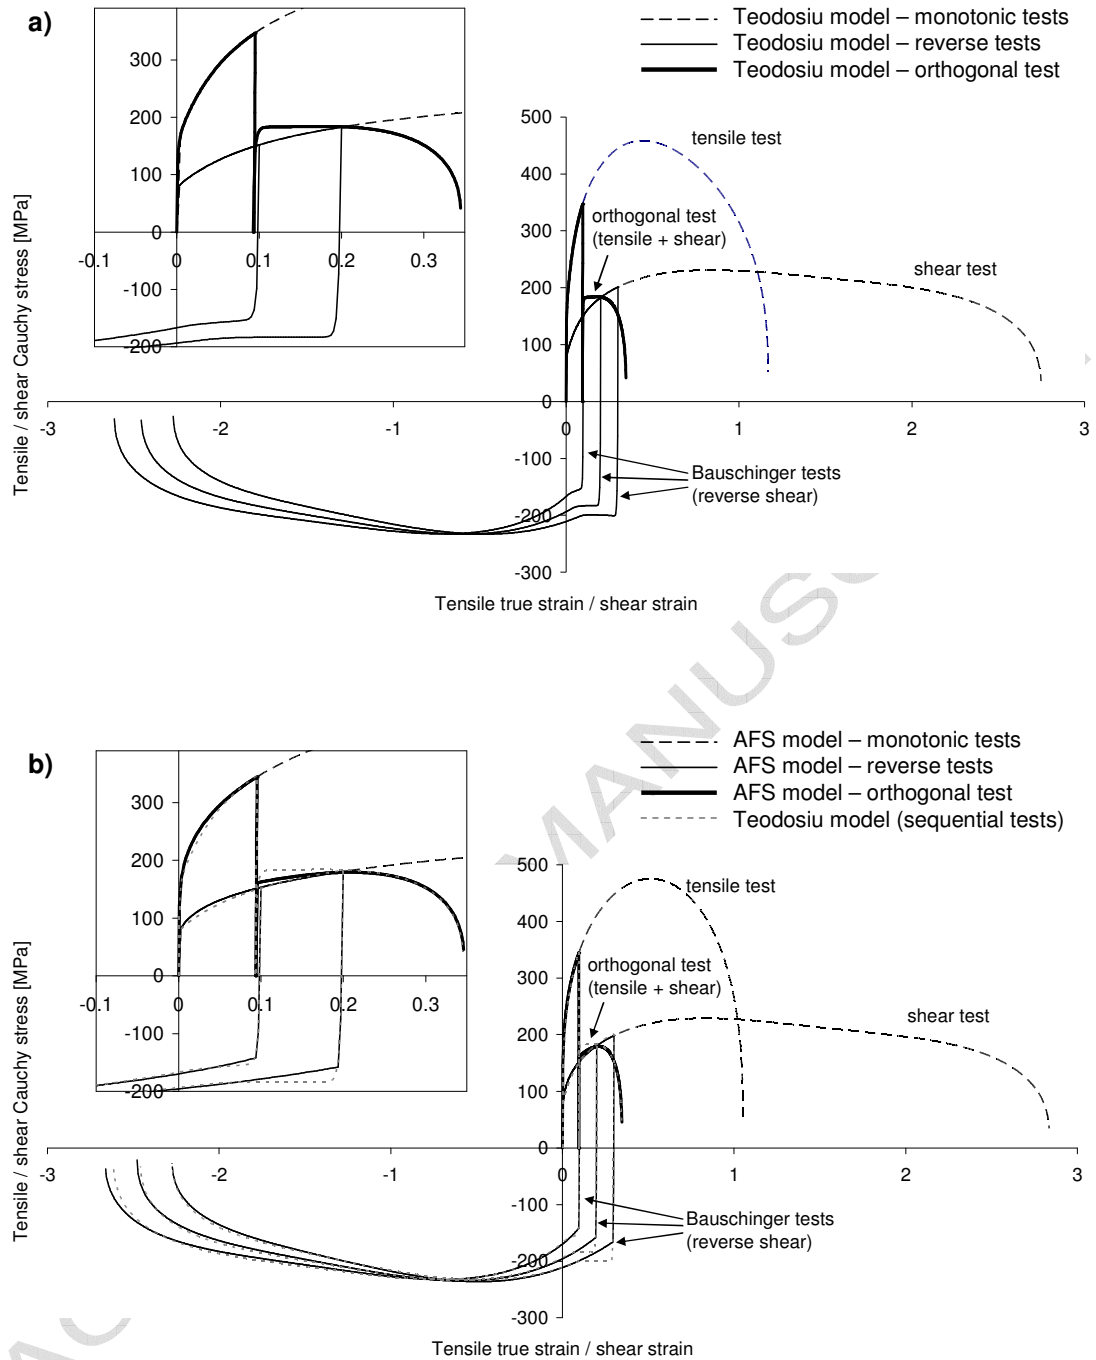 a)
Teodosiu model – monotonic tests
Teodosiu model – reverse tests
Teodosiu model – orthogonal test
300
200
100
0
-0.1 0 0.1 0.2 0.3
-100
-200
500
400
300
200
100
0
-100
-200
-300
tensile test
orthogonal test
(tensile + shear)
shear test
-3 -2 -1 0 1 2 3
Bauschinger tests
(reverse shear)
Tensile / shear Cauchy stress [MPa]
Tensile true strain / shear strain
b)
AFS model – monotonic tests
AFS model – reverse tests
AFS model – orthogonal test
Teodosiu model (sequential tests)
300
200
100
0
-0.1 0 0.1 0.2 0.3
-100
-200
500
400
300
200
100
0
-100
-200
-300
tensile test
orthogonal test
(tensile + shear)
shear test
-3 -2 -1 0 1 2 3
Bauschinger tests
(reverse shear)
Tensile / shear Cauchy stress [MPa]
Tensile true strain / shear strain